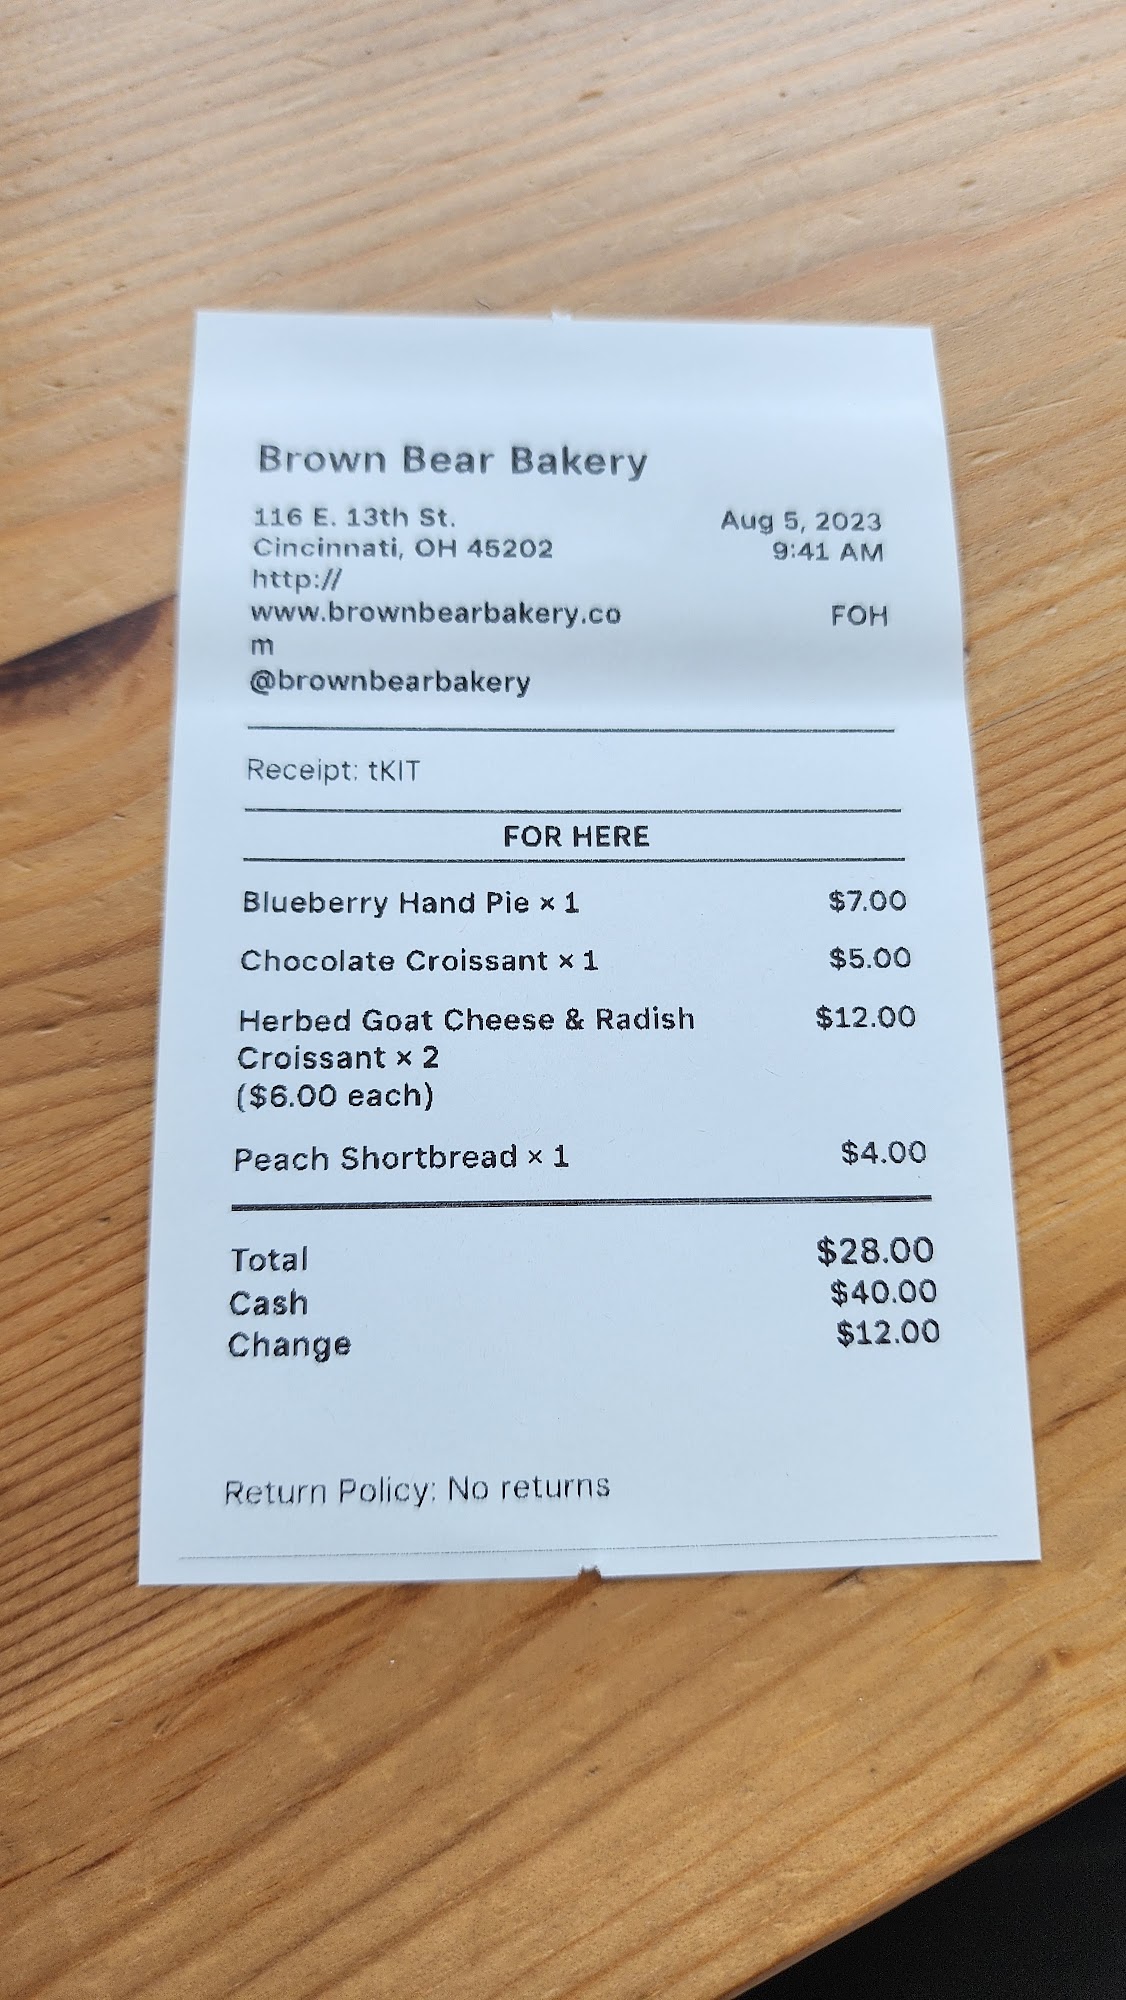 Brown Bear Bakery
116 E. 13th St.
Aug 5, 2023
Cincinnati, OH 45202
9:41 AM
http://
www.brownbearbakery.co
FOH
m
@brownbearbakery
Receipt: tKIT
FOR HERE
Blueberry Hand Pie × 1 $7.00
Chocolate Croissant × 1 $5.00
Herbed Goat Cheese & Radish $12.00
Croissant × 2
($6.00 each)
Peach Shortbread × 1 $4.00
Total $28.00
Cash $40.00
Change $12.00
Return Policy: No returns